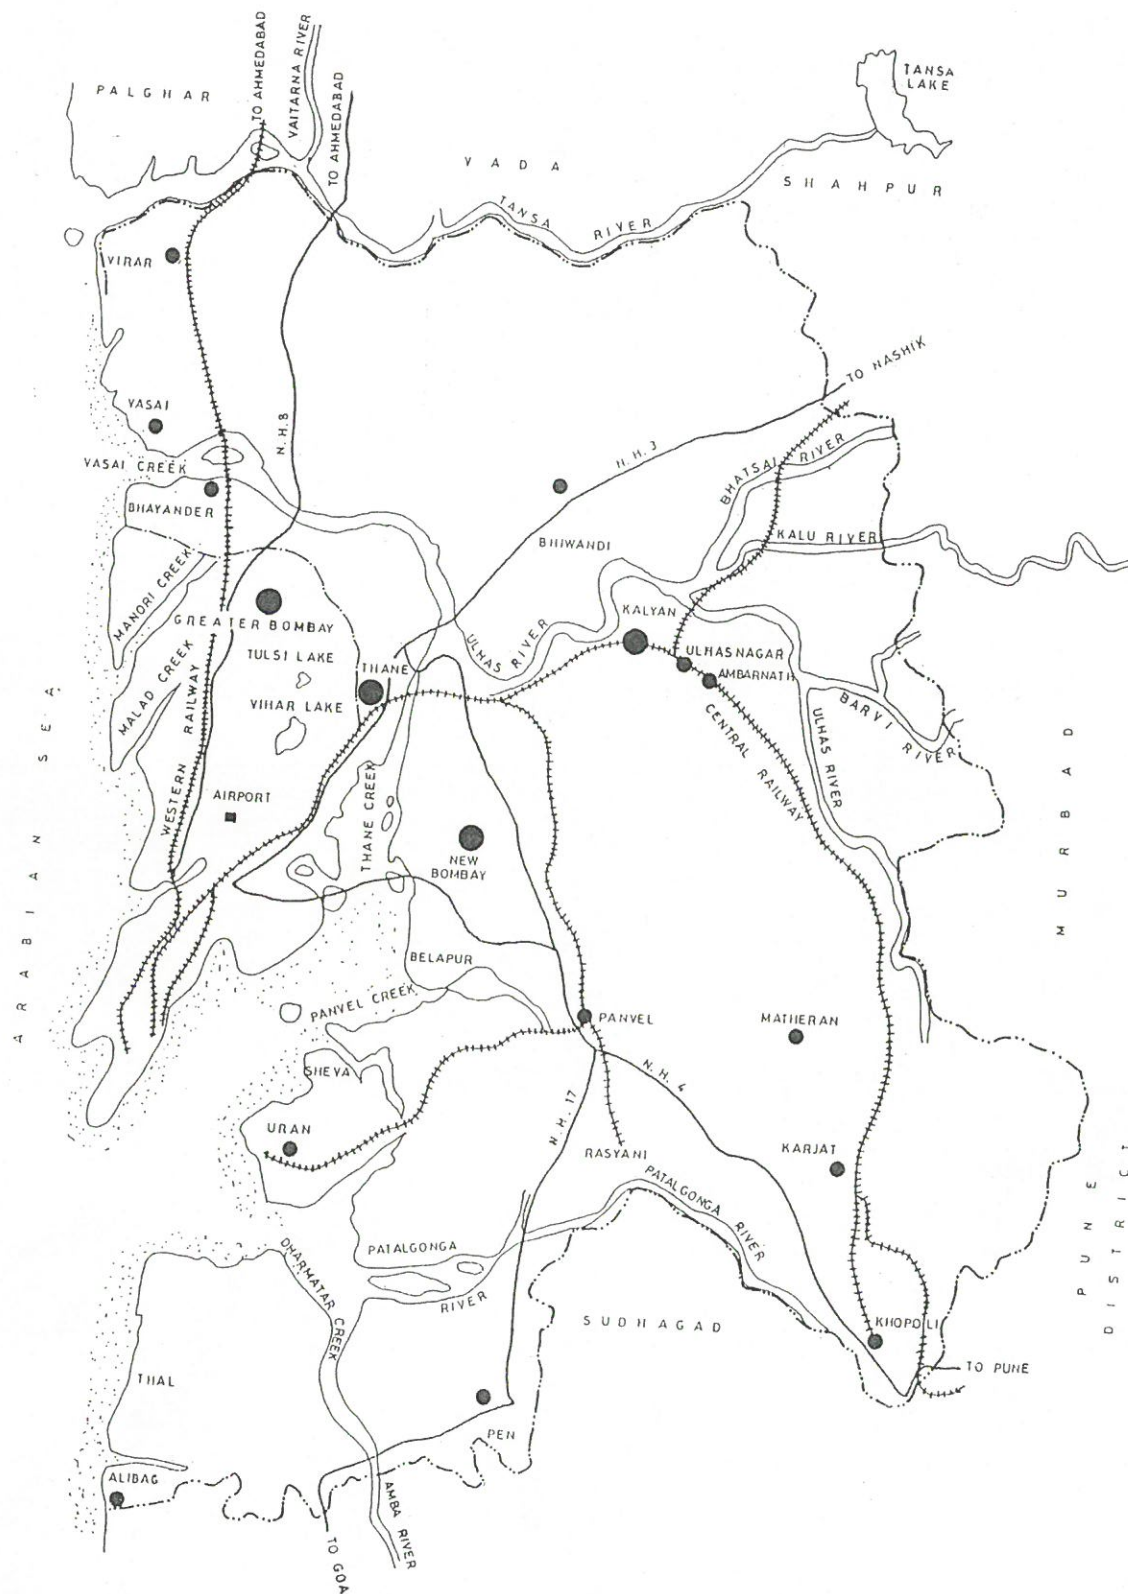 PALGHAR
TO AHMEDABAD
VAITARNA RIVER
TO AHMEDABAD
TANSA
LAKE
VADA
SHAHPUR
TANSA RIVER
VIRAR
TO NASHIK
VASAI
N.H.8
N.H.3
BHATSAI RIVER
VASAI CREEK
BHAYANDER
BHIWANDI
KALU RIVER
MANORI CREEK
GREATER BOMBAY
KALYAN
ULHAS RIVER
TULSI LAKE
THANE
ULHASNAGAR
AMBARNATH
MALAD CREEK
VIHAR LAKE
BARVI RIVER
ARABIAN SEA
WESTERN RAILWAY
CENTRAL RAILWAY
ULHAS RIVER
MURBAD
AIRPORT
THANE CREEK
NEW
BOMBAY
BELAPUR
PANVEL CREEK
PANVEL
MATHERAN
SHEVA
N.H.4
N.H.17
URAN
RASYANI
KARJAT
PATALGONGA RIVER
PUNE
DISTRICT
DHARMATAR CREEK
PATALGONGA
RIVER
SUDHAGAD
KHOPOLI
TO PUNE
THAL
PEN
ALIBAG
AMBA RIVER
TO GOA